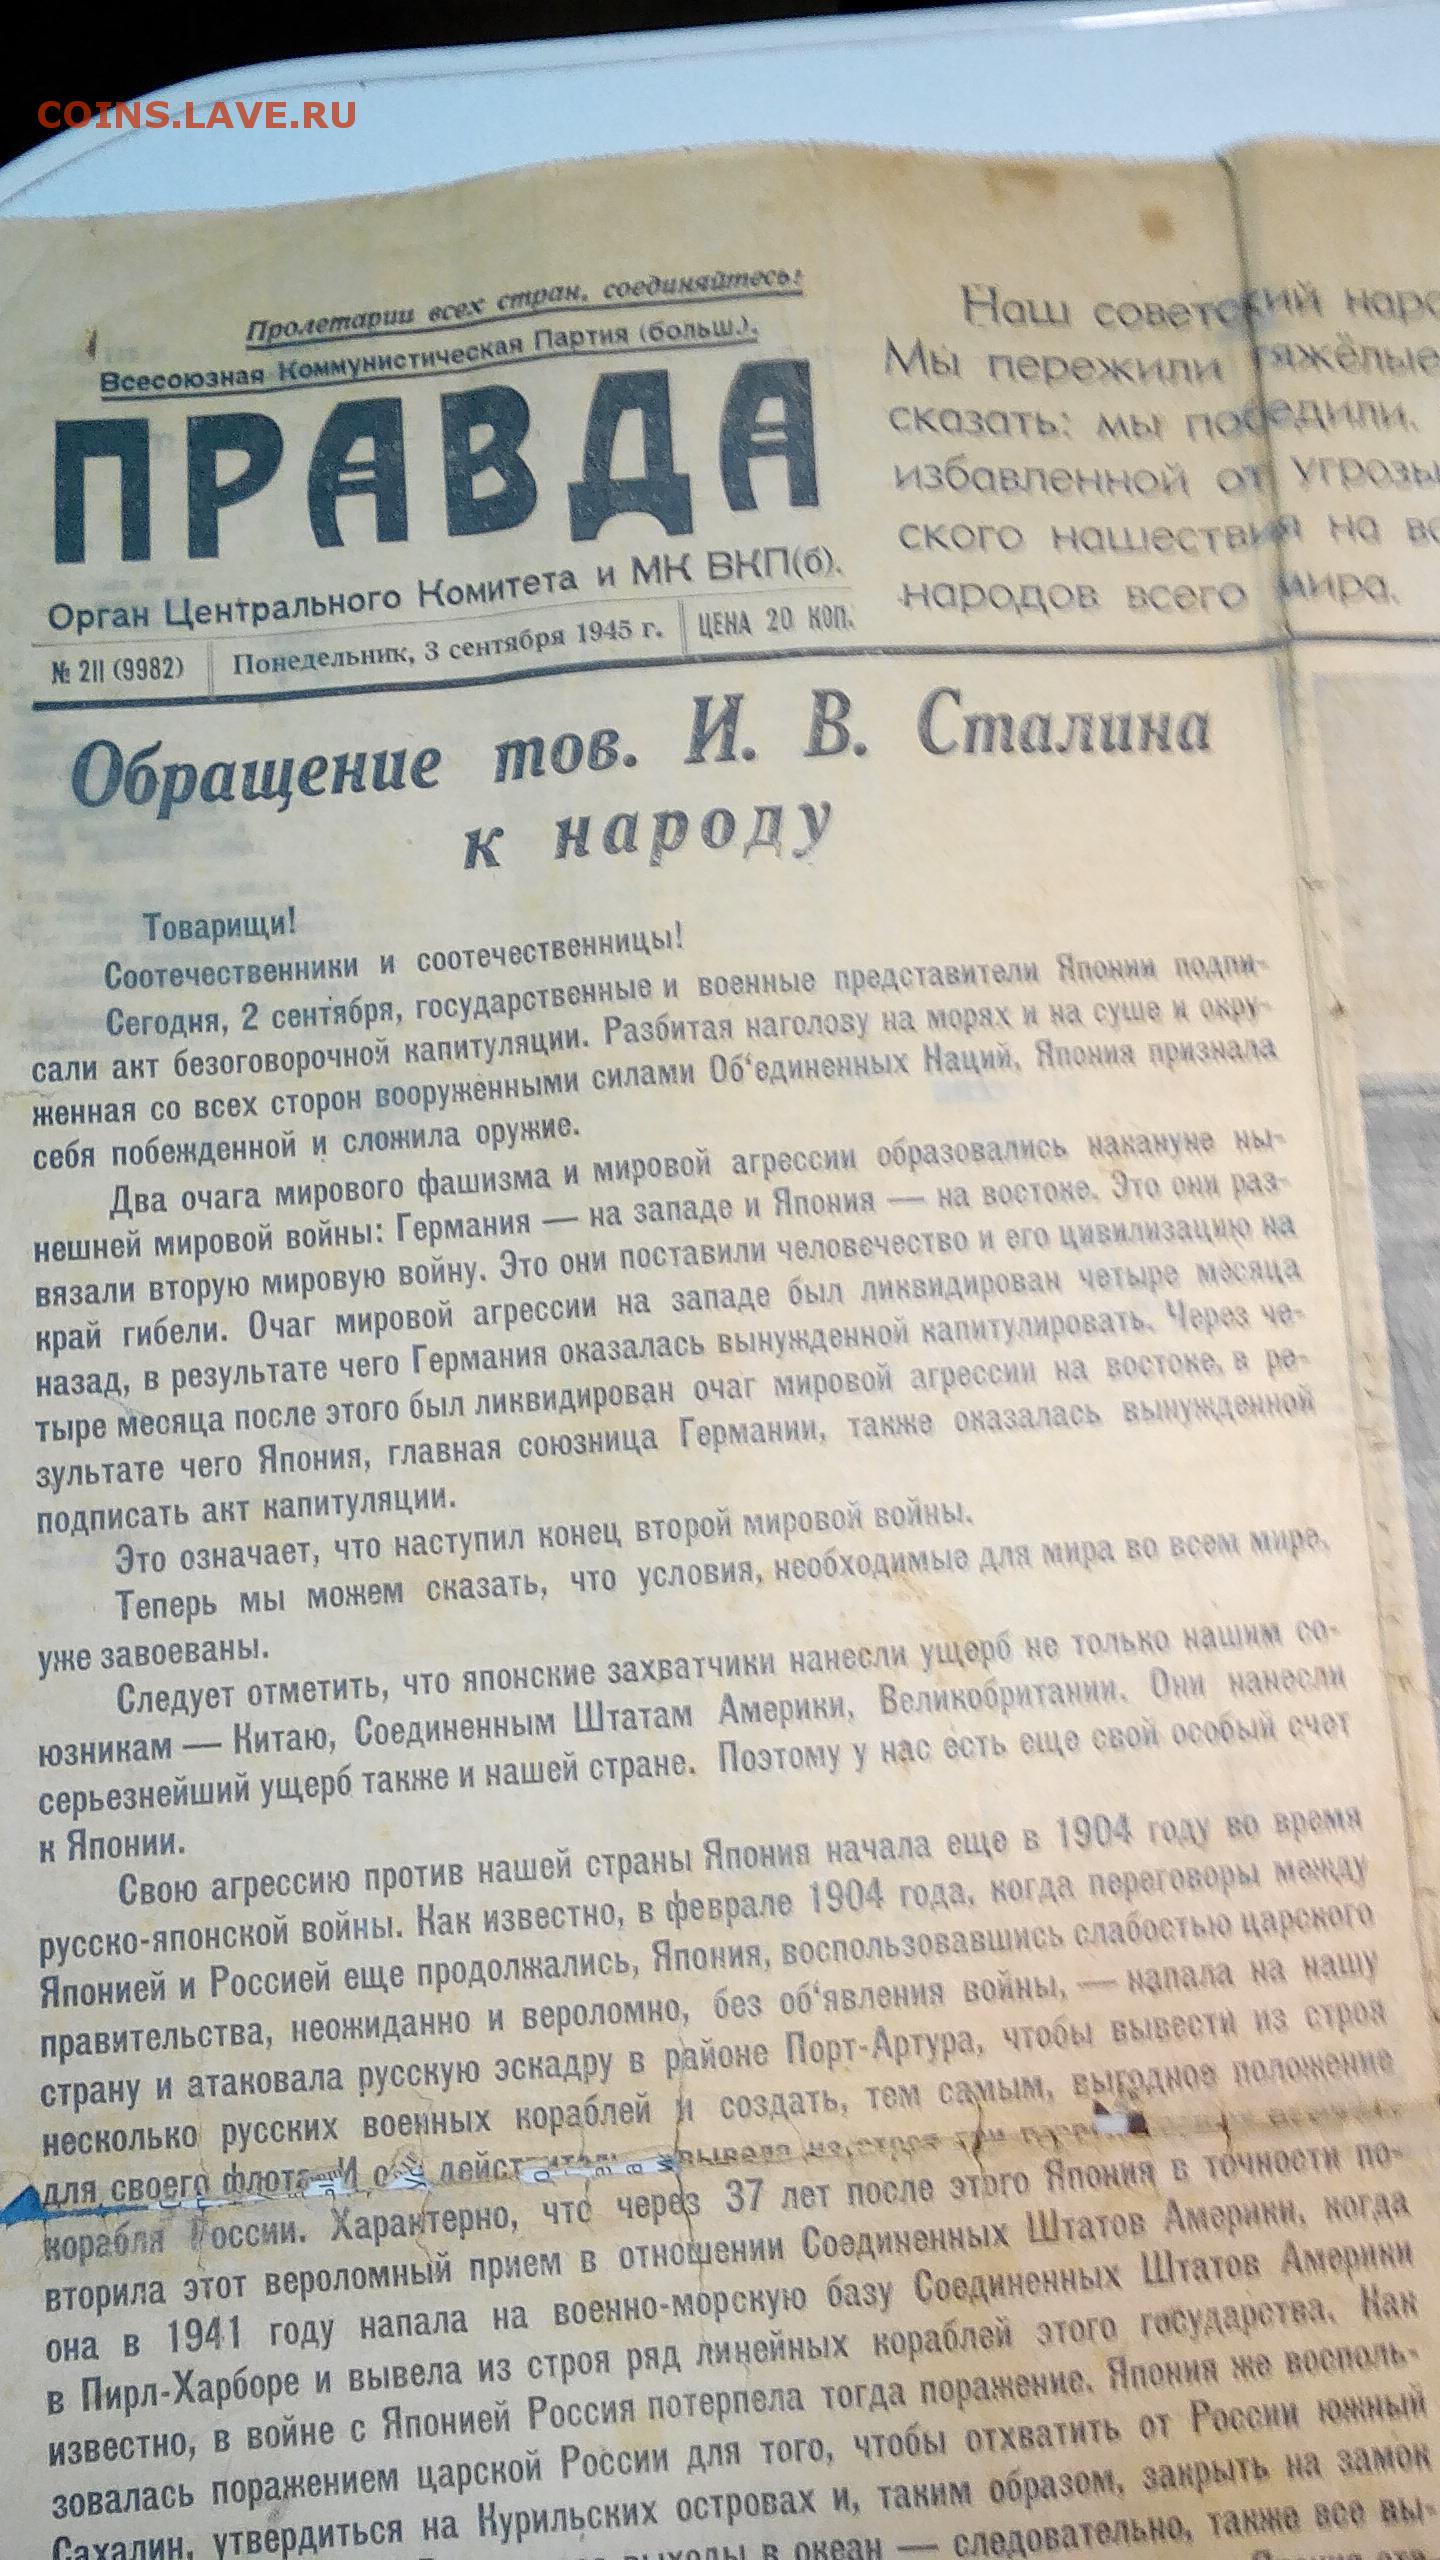 COINS.LAVE.RU
Пролетарии всех стран, соединяйтесь!
Всесоюзная Коммунистическая Партия (больш.).
ПРАВДА
Орган Центрального Комитета и МК ВКП(б).
№ 211 (9982) Понедельник, 3 сентября 1945 г. ЦЕНА 20 КОП.
Наш советский
Мы пережили тяжёлые
сказать: мы победили.
избавленной от угрозы
ского нашествия на
народов всего мира.
Обращение тов. И. В. Сталина
к народу
Товарищи!
Соотечественники и соотечественницы!
Сегодня, 2 сентября, государственные и военные представители Японии подпи-
сали акт безоговорочной капитуляции. Разбитая наголову на морях и на суше и окру-
женная со всех сторон вооруженными силами Об‘единенных Наций, Япония признала
себя побежденной и сложила оружие.
Два очага мирового фашизма и мировой агрессии образовались накануне ны-
нешней мировой войны: Германия — на западе и Япония — на востоке. Это они раз-
вязали вторую мировую войну. Это они поставили человечество и его цивилизацию на
край гибели. Очаг мировой агрессии на западе был ликвидирован четыре месяца
назад, в результате чего Германия оказалась вынужденной капитулировать. Через че-
тыре месяца после этого был ликвидирован очаг мировой агрессии на востоке, в ре-
зультате чего Япония, главная союзница Германии, также оказалась вынужденной
подписать акт капитуляции.
Это означает, что наступил конец второй мировой войны.
Теперь мы можем сказать, что условия, необходимые для мира во всем мире,
уже завоеваны.
Следует отметить, что японские захватчики нанесли ущерб не только нашим со-
юзникам — Китаю, Соединенным Штатам Америки, Великобритании. Они нанесли
серьезнейший ущерб также и нашей стране. Поэтому у нас есть еще свой особый счет
к Японии.
Свою агрессию против нашей страны Япония начала еще в 1904 году во время
русско-японской войны. Как известно, в феврале 1904 года, когда переговоры между
Японией и Россией еще продолжались, Япония, воспользовавшись слабостью царского
правительства, неожиданно и вероломно, без об‘явления войны, — напала на нашу
страну и атаковала русскую эскадру в районе Порт-Артура, чтобы вывести из строя
несколько русских военных кораблей и создать, тем самым, выгодное положение
для своего флота. И вывела из строя три
корабля России. Характерно, что через 37 лет после этого Япония в точности по-
вторила этот вероломный прием в отношении Соединенных Штатов Америки, когда
она в 1941 году напала на военно-морскую базу Соединенных Штатов Америки
в Пирл-Харборе и вывела из строя ряд линейных кораблей этого государства. Как
известно, в войне с Японией Россия потерпела тогда поражение. Япония же восполь-
зовалась поражением царской России для того, чтобы отхватить от России южный
Сахалин, утвердиться на Курильских островах и, таким образом, закрыть на замок
выходы в океан — следовательно, также все вы-